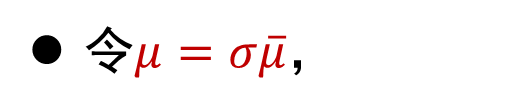 ● 令μ = σμ̄,